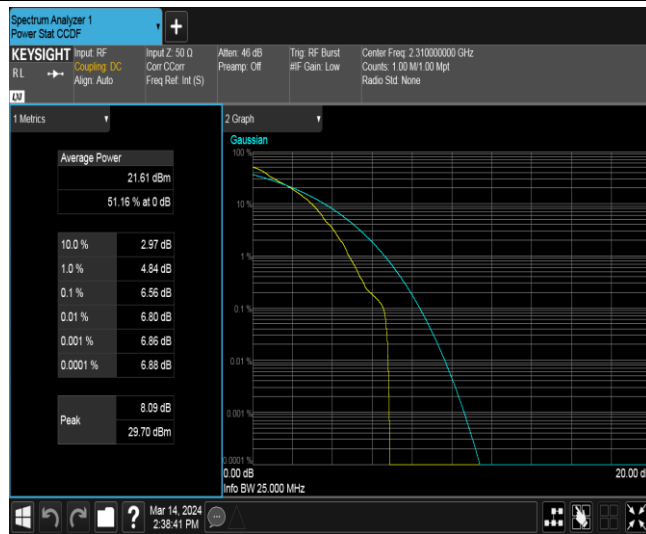 Spectrum Analyzer 1
Power Stat CCDF
+
KEYSIGHT
RL
LXI
Input: RF
Coupling: DC
Align: Auto
Input Z: 50 Ω
Corr CCorr
Freq Ref: Int (S)
Atten: 46 dB
Preamp: Off
Trig: RF Burst
#IF Gain: Low
Center Freq: 2.310000000 GHz
Counts: 1.00 M/1.00 Mpt
Radio Std: None
1 Metrics
Average Power
21.61 dBm
51.16 % at 0 dB
10.0 % 2.97 dB
1.0 % 4.84 dB
0.1 % 6.56 dB
0.01 % 6.80 dB
0.001 % 6.86 dB
0.0001 % 6.88 dB
Peak
8.09 dB
29.70 dBm
2 Graph
Gaussian
100 %
10 %
1 %
0.1 %
0.01 %
0.001 %
0.0001 %
0.00 dB
20.00 d
Info BW 25.000 MHz
?
Mar 14, 2024
2:38:41 PM